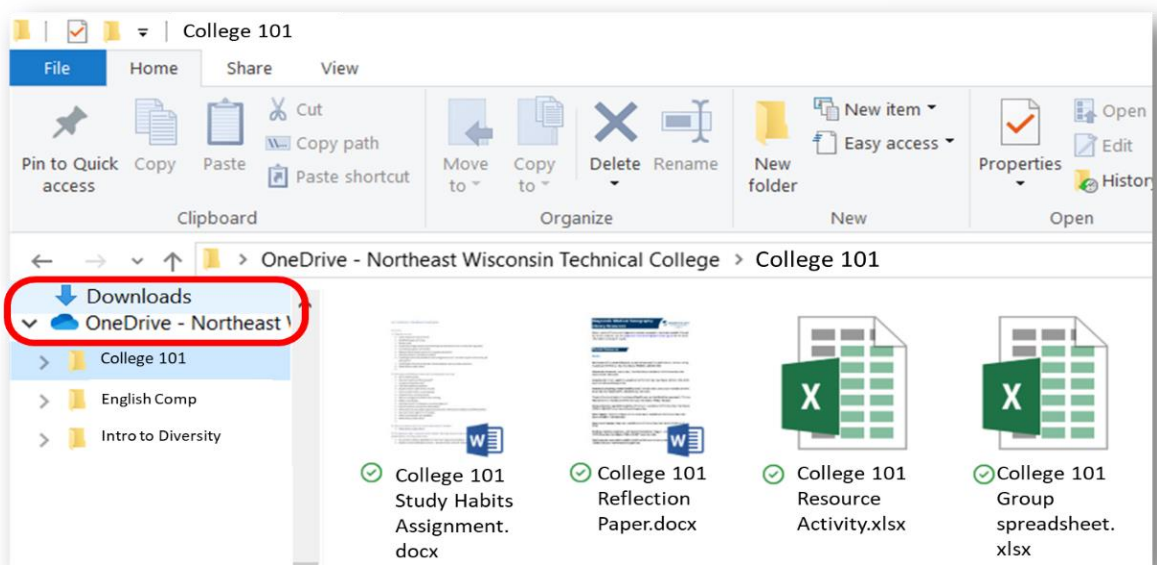 College 101
File Home Share View
Pin to Quick access
Copy
Paste
Cut
Copy path
Paste shortcut
Move to
Copy to
Delete
Rename
New folder
New item
Easy access
Properties
Open
Edit
History
Clipboard Organize New Open
OneDrive - Northeast Wisconsin Technical College > College 101
Downloads
OneDrive - Northeast W
College 101
English Comp
Intro to Diversity
College 101
Study Habits
Assignment.
docx
College 101
Reflection
Paper.docx
College 101
Resource
Activity.xlsx
College 101
Group
spreadsheet.
xlsx